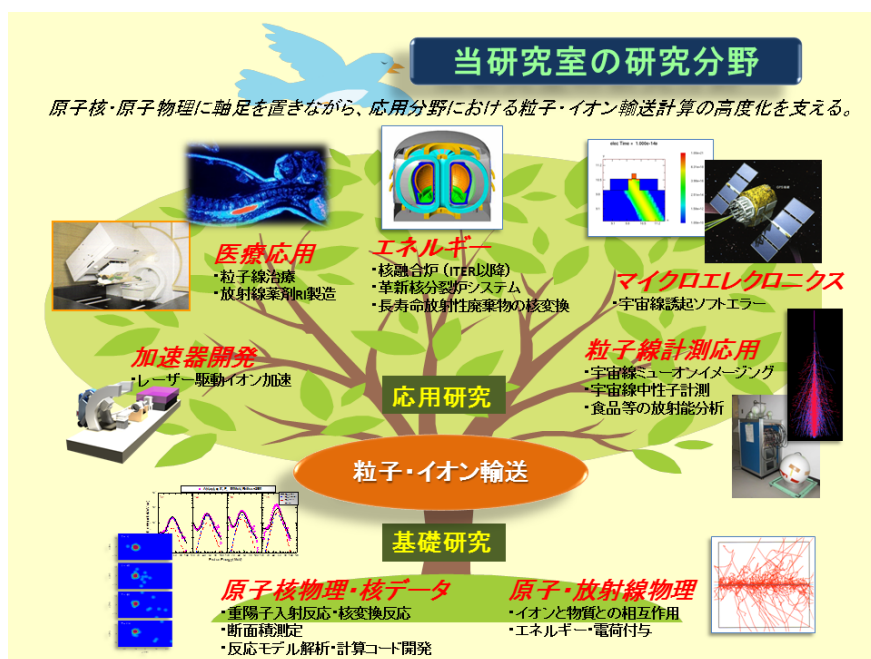 当研究室の研究分野
原子核・原子物理に軸足を置きながら、応用分野における粒子・イオン輸送計算の高度化を支える。
医療応用
・粒子線治療
・放射線薬剤RI製造
エネルギー
・核融合炉（ITER以降）
・革新核分裂炉システム
・長寿命放射性廃棄物の核変換
elec Time = 1.000e-14s
マイクロエレクロニクス
・宇宙線誘起ソフトエラー
加速器開発
・レーザー駆動イオン加速
粒子線計測応用
・宇宙線ミューオンイメージング
・宇宙線中性子計測
・食品等の放射能分析
応用研究
粒子・イオン輸送
基礎研究
原子核物理・核データ
・重陽子入射反応・核変換反応
・断面積測定
・反応モデル解析・計算コード開発
原子・放射線物理
・イオンと物質との相互作用
・エネルギー・電荷付与